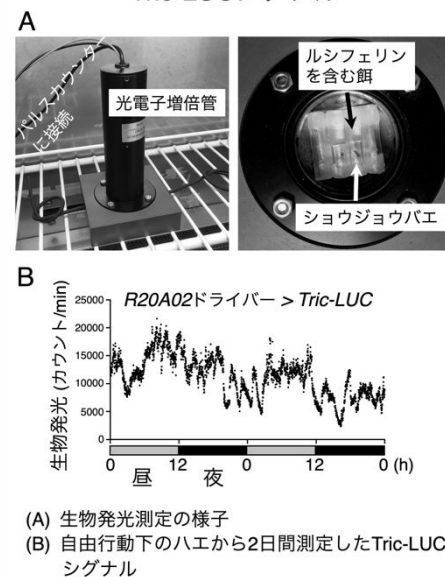 A
パルスカウンター
に接続
光電子増倍管
ルシフェリン
を含む餌
ショウジョウバエ
B
R20A02ドライバー > Tric-LUC
生物発光 (カウント/min)
25000
20000
15000
10000
5000
0
0 12 0 12 0 (h)
昼 夜
(A) 生物発光測定の様子
(B) 自由行動下のハエから2日間測定したTric-LUC
シグナル